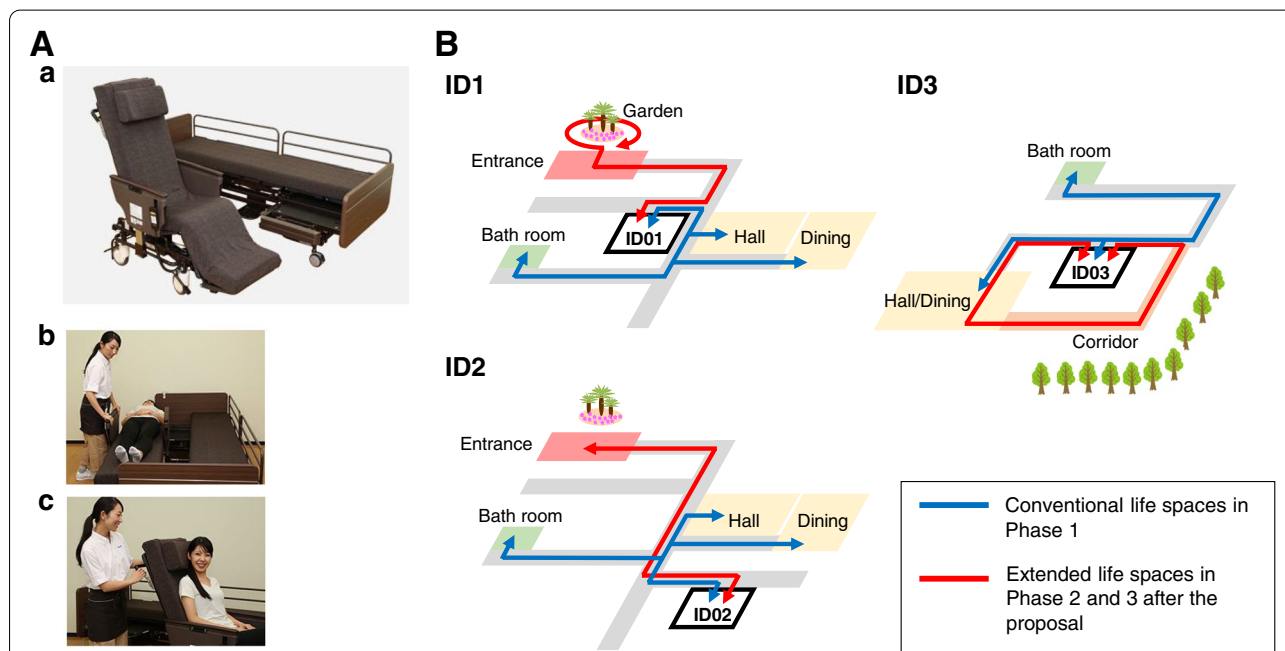 A
a
b
c
B
ID1
Garden
Entrance
ID01
Bath room
Hall
Dining
ID2
Entrance
Bath room
Hall
Dining
ID02
ID3
Bath room
ID03
Hall/Dining
Corridor
Conventional life spaces in
Phase 1
Extended life spaces in
Phase 2 and 3 after the
proposal